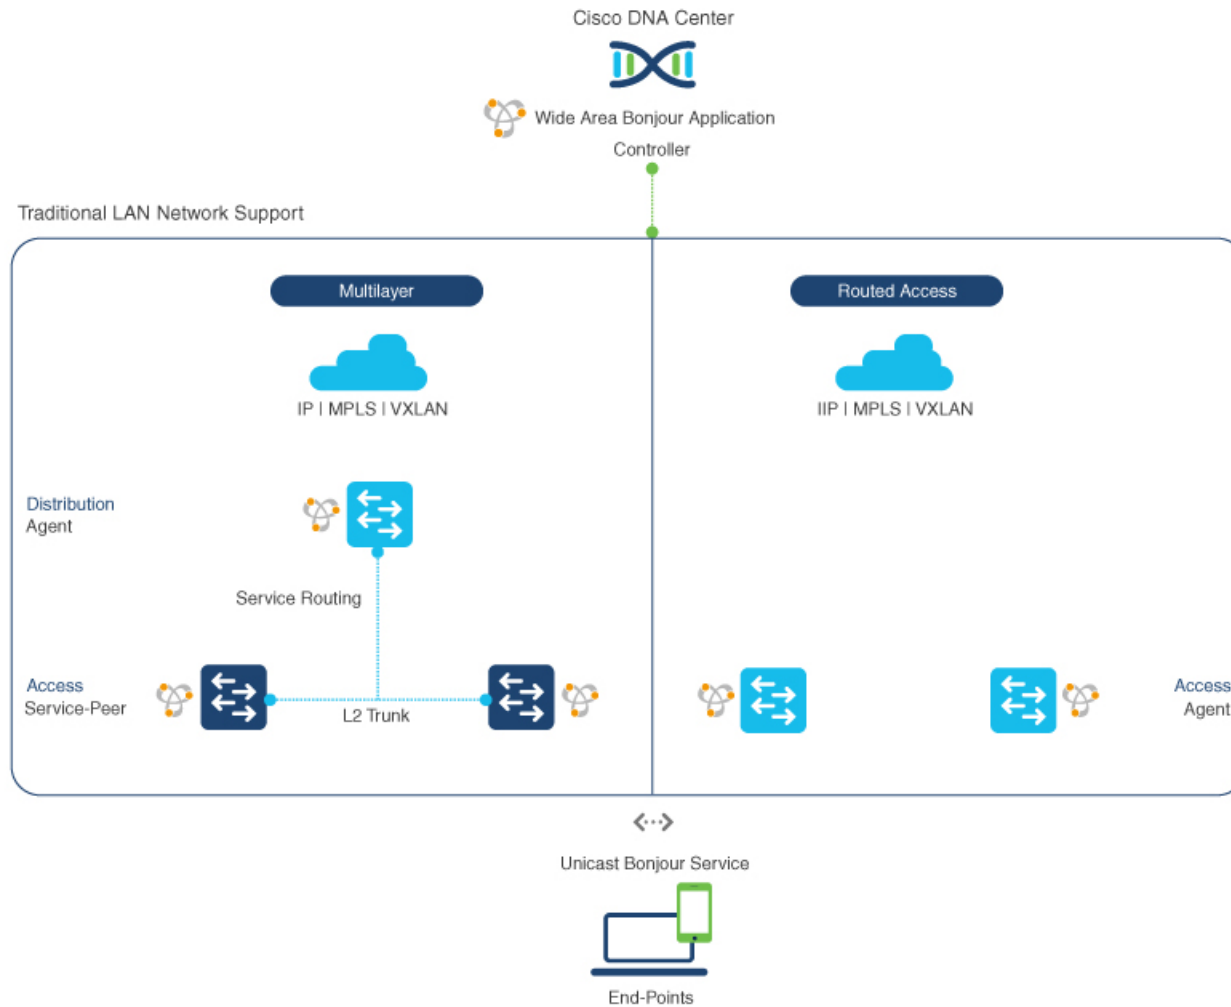 Cisco DNA Center
Wide Area Bonjour Application
Controller
Traditional LAN Network Support
Multilayer
Routed Access
IP | MPLS | VXLAN
IIP | MPLS | VXLAN
Distribution
Agent
Service Routing
Access
Service-Peer
L2 Trunk
Access
Agent
Unicast Bonjour Service
End-Points